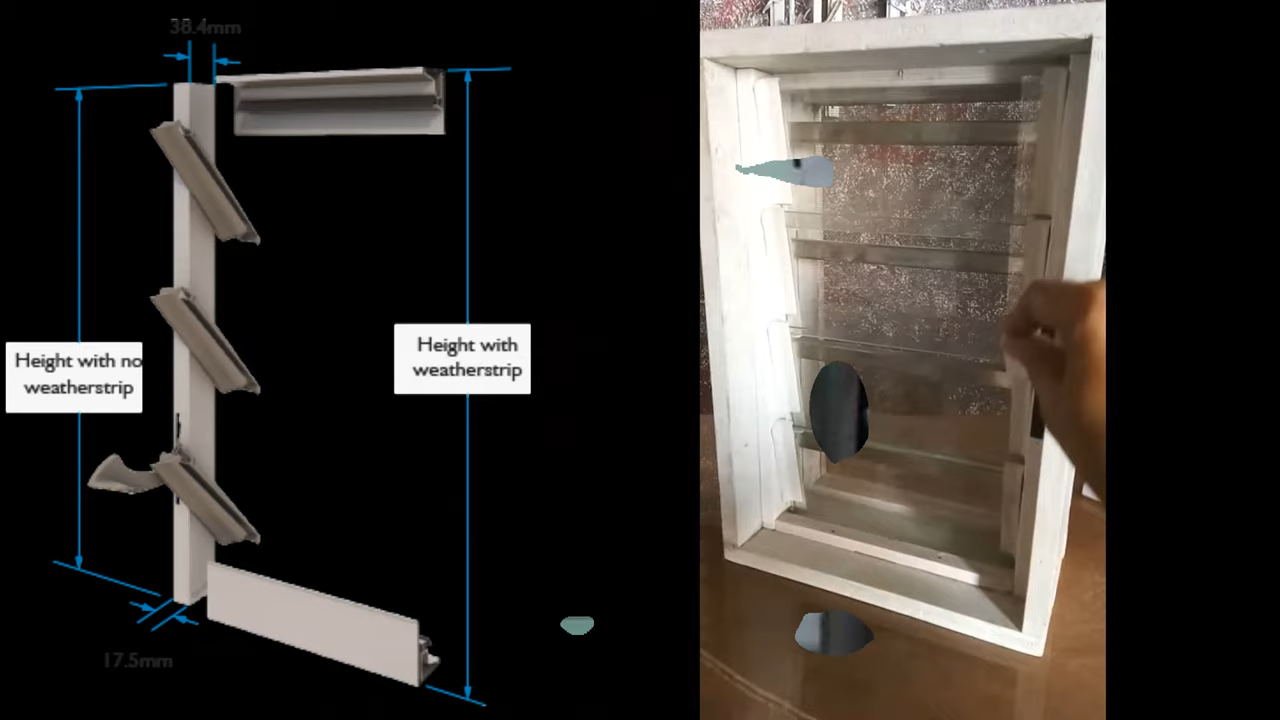 38.4mm
Height with no
weatherstrip
Height with
weatherstrip
17.5mm